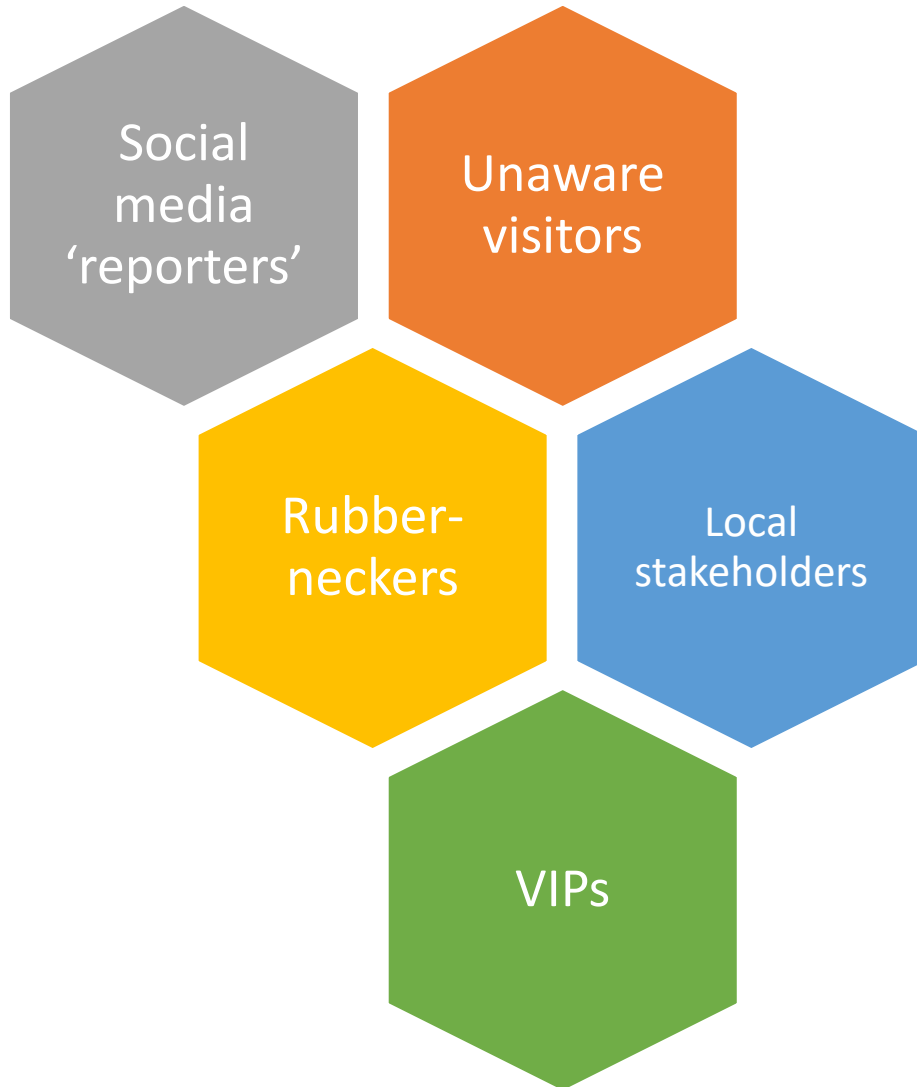 Social
media
‘reporters’
Unaware
visitors
Rubber-
neckers
Local
stakeholders
VIPs